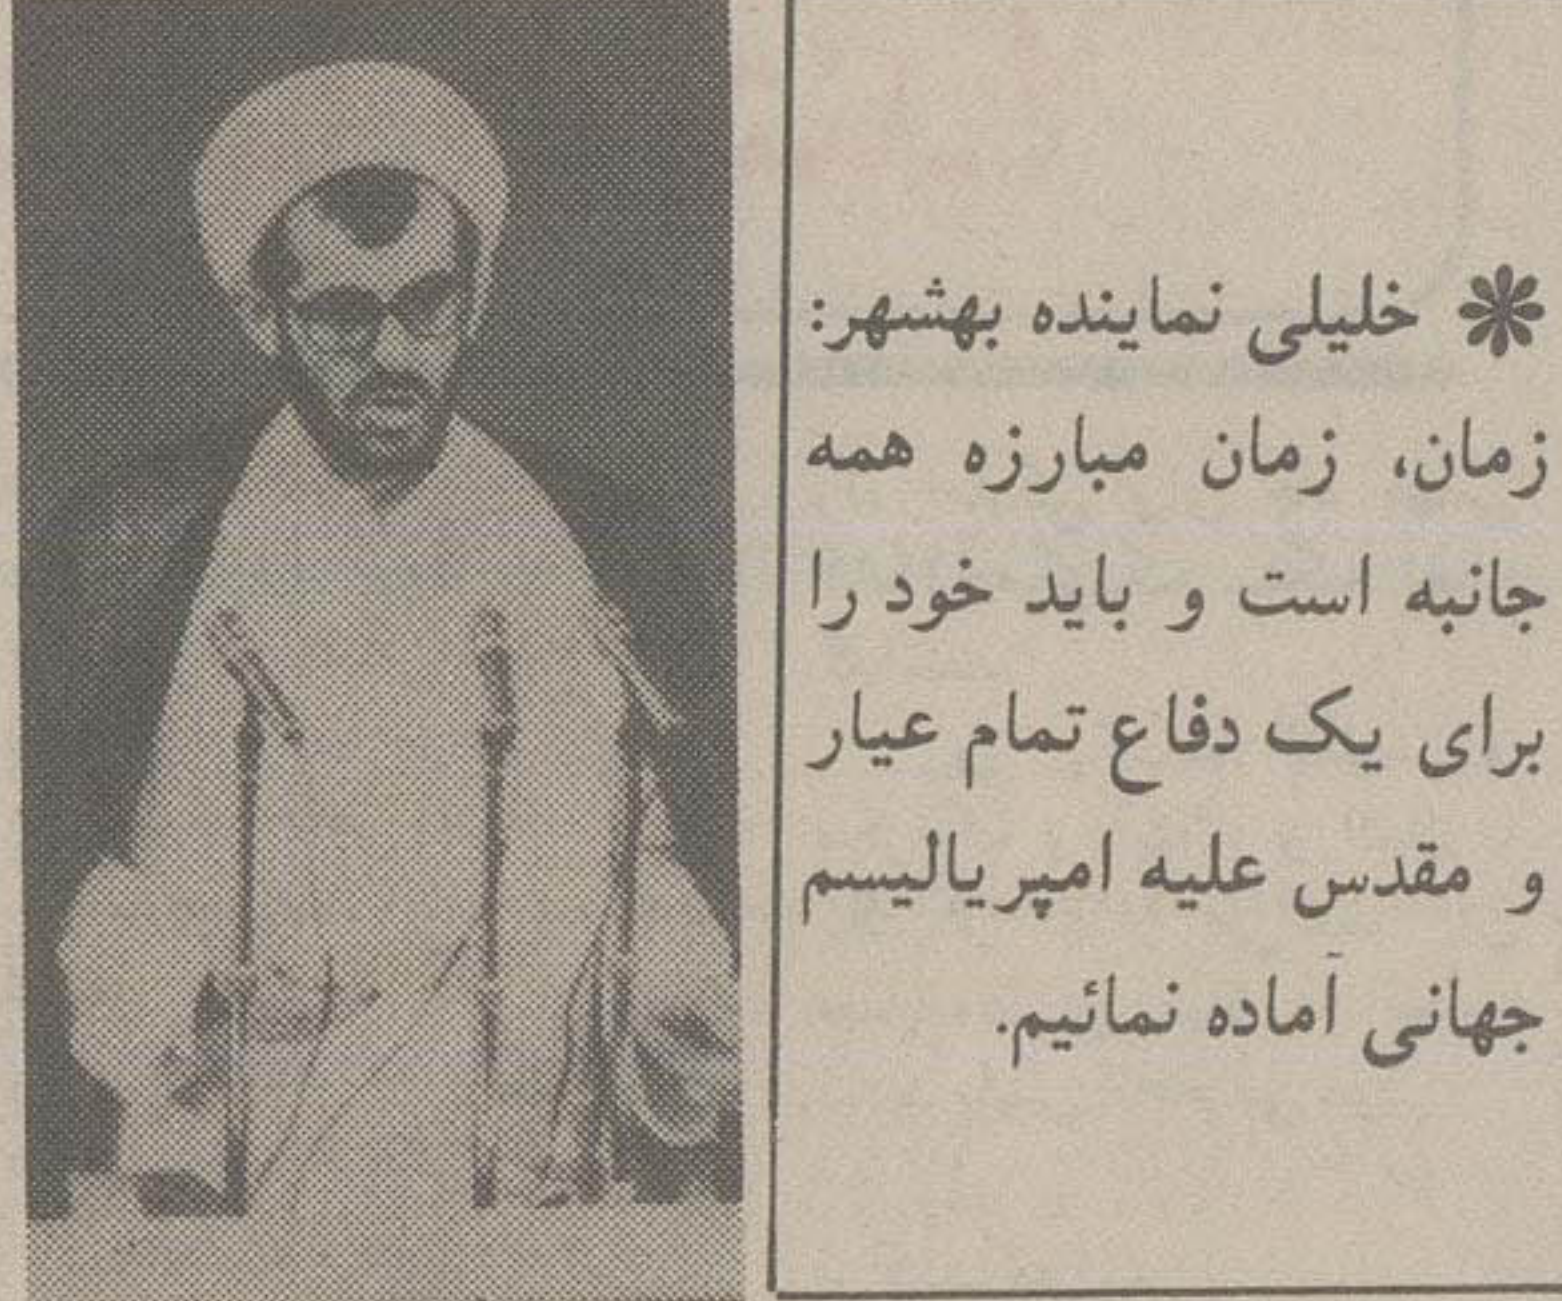 ❋ خلیلی نماینده بهشهر:
زمان، زمان مبارزه همه
جانبه است و باید خود را
برای یک دفاع تمام عیار
و مقدس علیه امپریالیسم
جهانی آماده نمائیم.